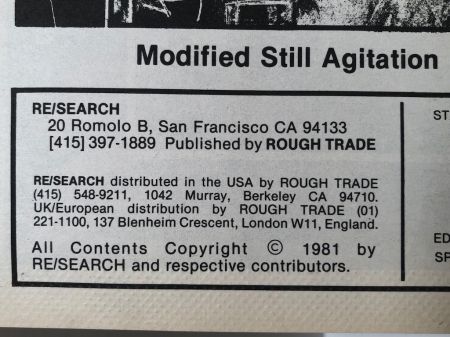 Modified Still Agitation
RE/SEARCH
20 Romolo B, San Francisco CA 94133
[415] 397-1889 Published by ROUGH TRADE
RE/SEARCH distributed in the USA by ROUGH TRADE
(415) 548-9211, 1042 Murray, Berkeley CA 94710.
UK/European distribution by ROUGH TRADE (01)
221-1100, 137 Blenheim Crescent, London W11, England.
All Contents Copyright © 1981 by
RE/SEARCH and respective contributors.
ST
ED
SP